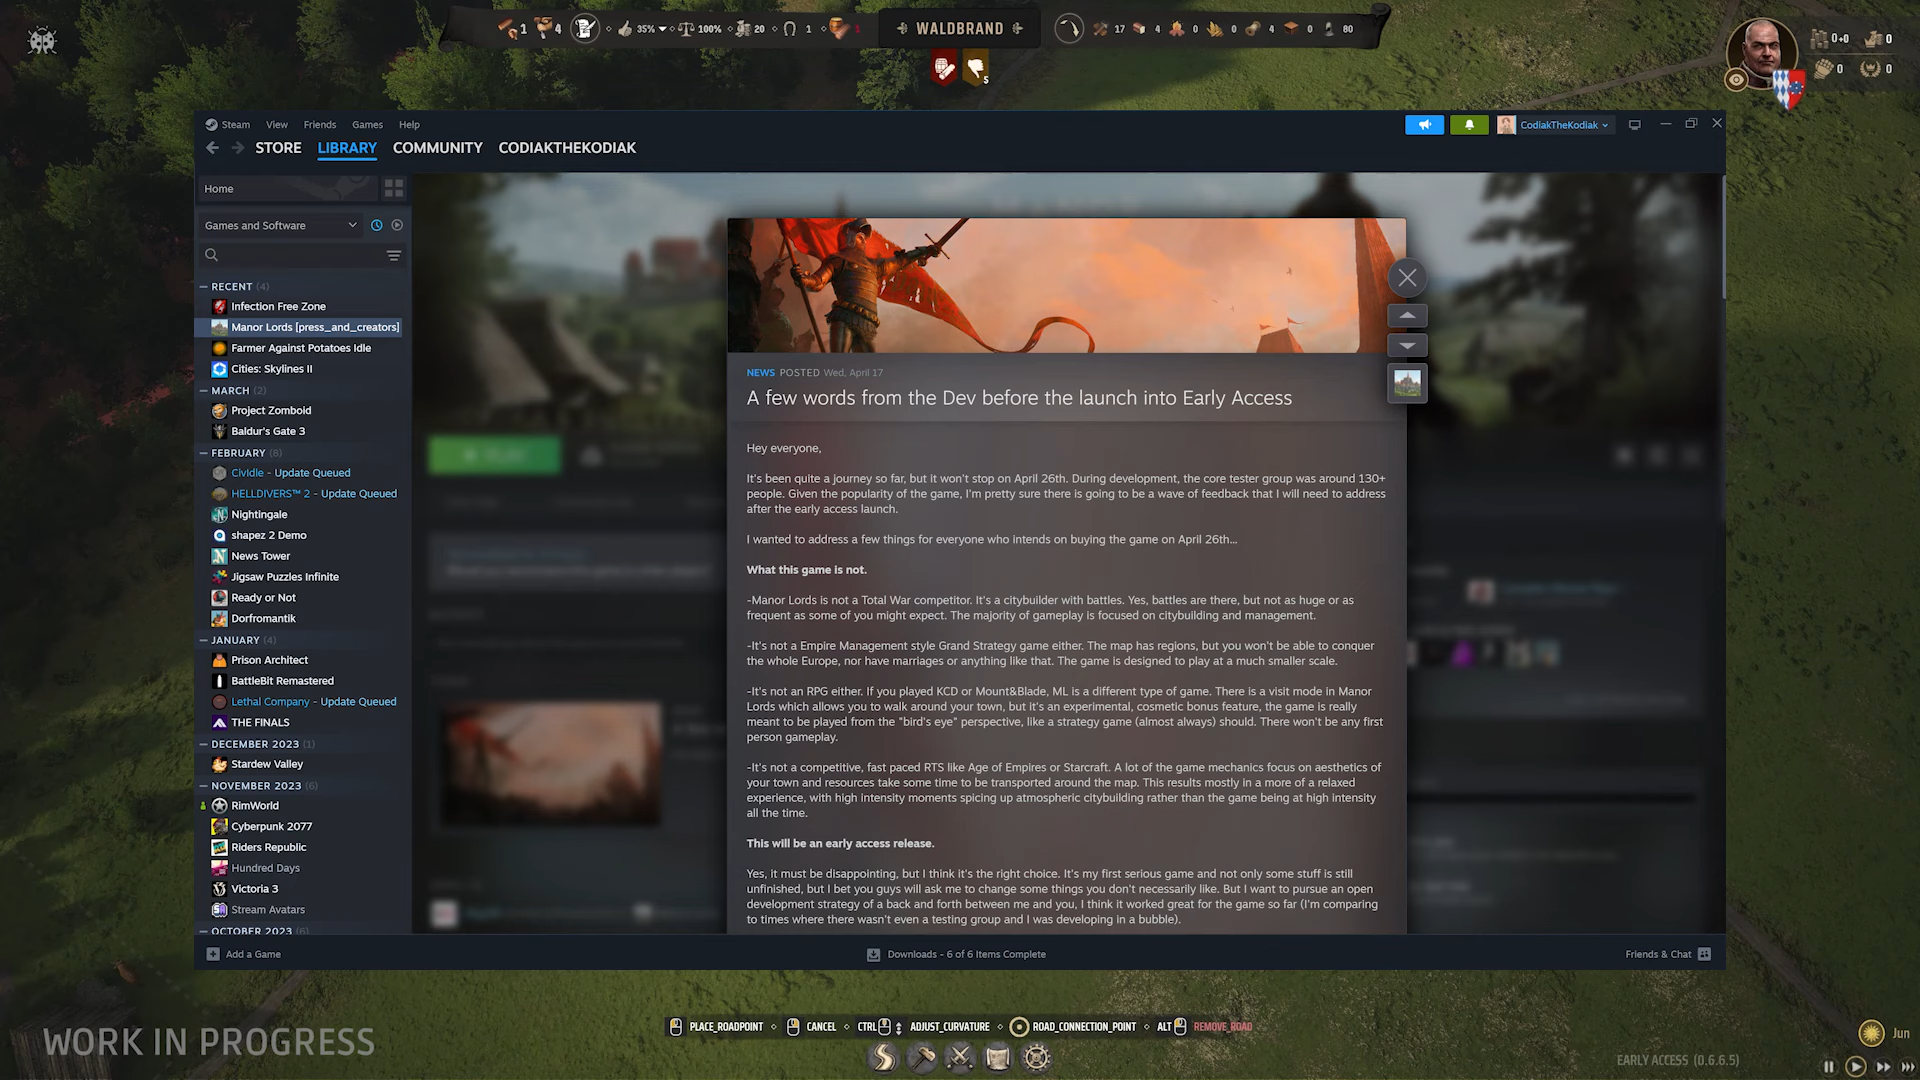 1 4 35% 100% 20 1 1
WALDBRAND
17 4 0 0 4 0 80
5
0+0 0
0 0
Steam View Friends Games Help
CodiakTheKodiak
STORE LIBRARY COMMUNITY CODIAKTHEKODIAK
Home
Games and Software
RECENT (4)
Infection Free Zone
Manor Lords [press_and_creators]
Farmer Against Potatoes Idle
Cities: Skylines II
MARCH (2)
Project Zomboid
Baldur's Gate 3
FEBRUARY (8)
CivIdle - Update Queued
HELLDIVERS™ 2 - Update Queued
Nightingale
shapez 2 Demo
News Tower
Jigsaw Puzzles Infinite
Ready or Not
Dorfromantik
JANUARY (4)
Prison Architect
BattleBit Remastered
Lethal Company - Update Queued
THE FINALS
DECEMBER 2023 (1)
Stardew Valley
NOVEMBER 2023 (6)
RimWorld
Cyberpunk 2077
Riders Republic
Hundred Days
Victoria 3
Stream Avatars
OCTOBER 2023 (6)
NEWS POSTED Wed, April 17
A few words from the Dev before the launch into Early Access
Hey everyone,
It's been quite a journey so far, but it won't stop on April 26th. During development, the core tester group was around 130+
people. Given the popularity of the game, I'm pretty sure there is going to be a wave of feedback that I will need to address
after the early access launch.
I wanted to address a few things for everyone who intends on buying the game on April 26th...
What this game is not.
-Manor Lords is not a Total War competitor. It's a citybuilder with battles. Yes, battles are there, but not as huge or as
frequent as some of you might expect. The majority of gameplay is focused on citybuilding and management.
-It's not a Empire Management style Grand Strategy game either. The map has regions, but you won't be able to conquer
the whole Europe, nor have marriages or anything like that. The game is designed to play at a much smaller scale.
-It's not an RPG either. If you played KCD or Mount&Blade, ML is a different type of game. There is a visit mode in Manor
Lords which allows you to walk around your town, but it's an experimental, cosmetic bonus feature, the game is really
meant to be played from the "bird's eye" perspective, like a strategy game (almost always) should. There won't be any first
person gameplay.
-It's not a competitive, fast paced RTS like Age of Empires or Starcraft. A lot of the game mechanics focus on aesthetics of
your town and resources take some time to be transported around the map. This results mostly in a more of a relaxed
experience, with high intensity moments spicing up atmospheric citybuilding rather than the game being at high intensity
all the time.
This will be an early access release.
Yes, it must be disappointing, but I think it's the right choice. It's my first serious game and not only some stuff is still
unfinished, but I bet you guys will ask me to change some things you don't necessarily like. But I want to pursue an open
development strategy of a back and forth between me and you, I think it worked great for the game so far (I'm comparing
to times where there wasn't even a testing group and I was developing in a bubble).
Add a Game
Downloads - 6 of 6 Items Complete
Friends & Chat
PLACE_ROADPOINT CANCEL CTRL ADJUST_CURVATURE ROAD_CONNECTION_POINT ALT REMOVE_ROAD
WORK IN PROGRESS
Jun
EARLY ACCESS (0.6.6.5)